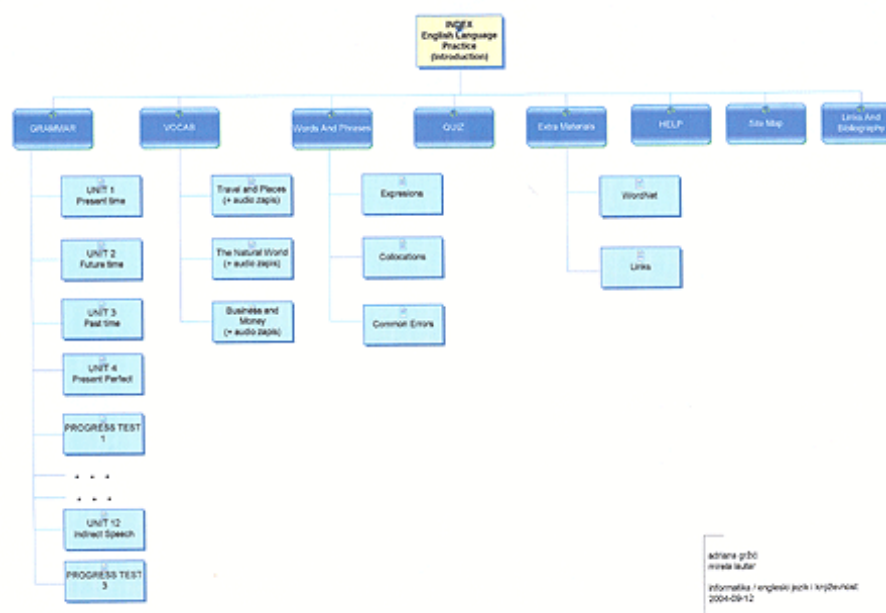 INDEX
English Language
Practice
(Introduction)
GRAMMAR
VOCAB
Words And Phrases
QUIZ
Extra Materials
HELP
Site Map
Links And
Bibliography
UNIT 1
Present time
UNIT 2
Future time
UNIT 3
Past time
UNIT 4
Present Perfect
PROGRESS TEST
1
. . .
. . .
UNIT 12
Indirect Speech
PROGRESS TEST
3
Travel and Places
(+ audio zapis)
The Natural World
(+ audio zapis)
Business and
Money
(+ audio zapis)
Expresions
Collocations
Common Errors
WordNet
Links
adriana gržić
mirela lautar
informatika / engleski jezik i književnost
2004-09-12